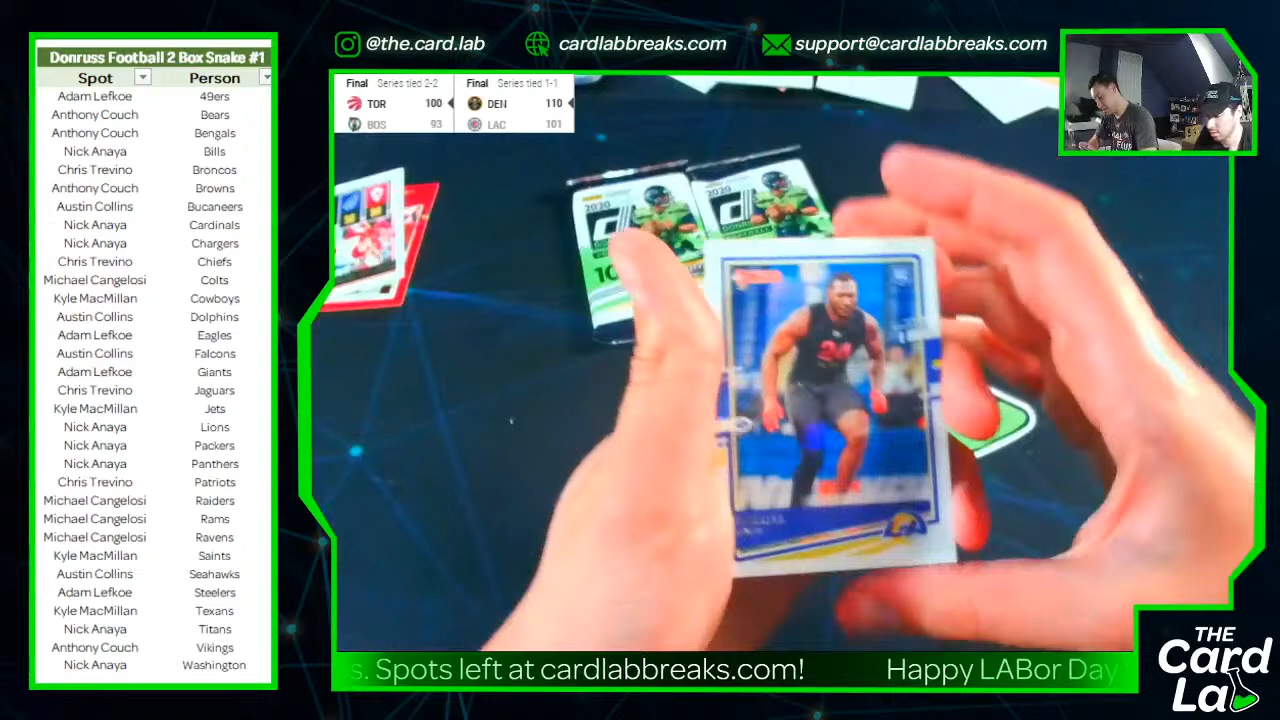 Donruss Football 2 Box Snake #1
Spot Person
Adam Lefkoe 49ers
Anthony Couch Bears
Anthony Couch Bengals
Nick Anaya Bills
Chris Trevino Broncos
Anthony Couch Browns
Austin Collins Bucaneers
Nick Anaya Cardinals
Nick Anaya Chargers
Chris Trevino Chiefs
Michael Cangelosi Colts
Kyle MacMillan Cowboys
Austin Collins Dolphins
Adam Lefkoe Eagles
Austin Collins Falcons
Adam Lefkoe Giants
Chris Trevino Jaguars
Kyle MacMillan Jets
Nick Anaya Lions
Nick Anaya Packers
Nick Anaya Panthers
Chris Trevino Patriots
Michael Cangelosi Raiders
Michael Cangelosi Rams
Michael Cangelosi Ravens
Kyle MacMillan Saints
Austin Collins Seahawks
Adam Lefkoe Steelers
Kyle MacMillan Texans
Nick Anaya Titans
Anthony Couch Vikings
Nick Anaya Washington
@the.card.lab cardlabbreaks.com support@cardlabbreaks.com
Final Series tied 2-2 Final Series tied 1-1
TOR 100 DEN 110
BOS 93 LAC 101
2020 2020
s. Spots left at cardlabbreaks.com! Happy LABor Day
THE
Card
La